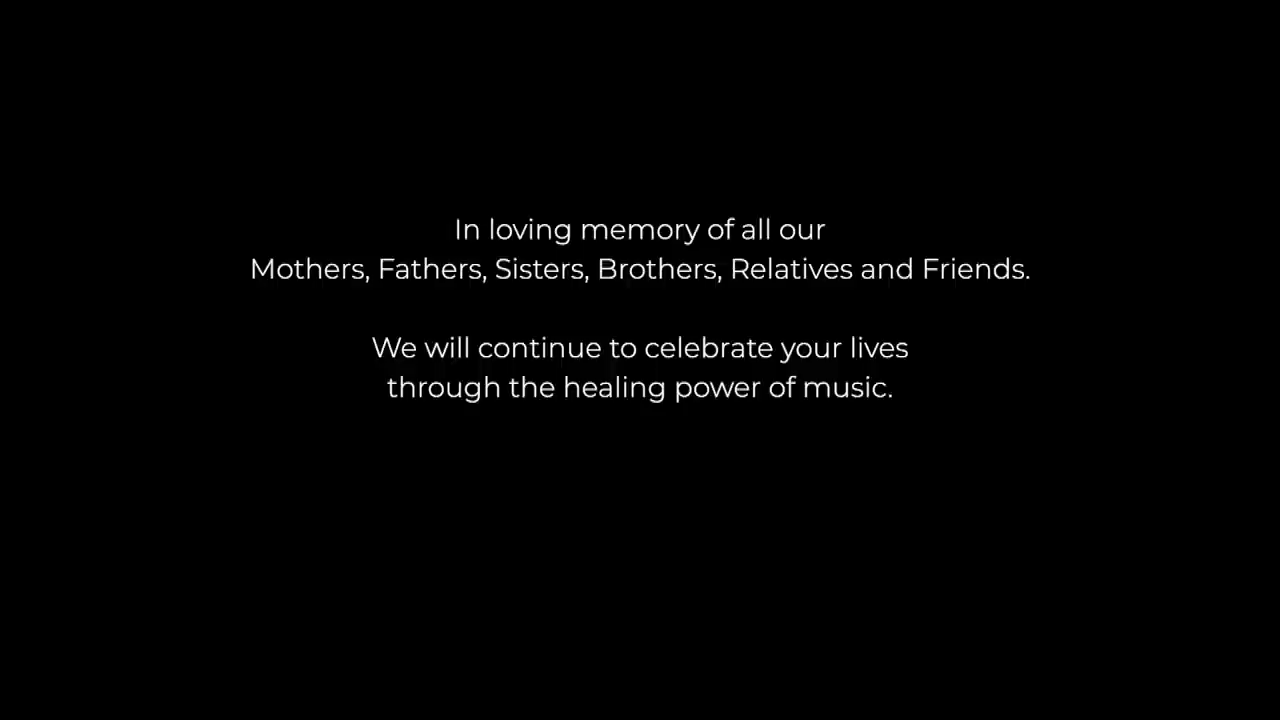 In loving memory of all our
Mothers, Fathers, Sisters, Brothers, Relatives and Friends.
We will continue to celebrate your lives
through the healing power of music.